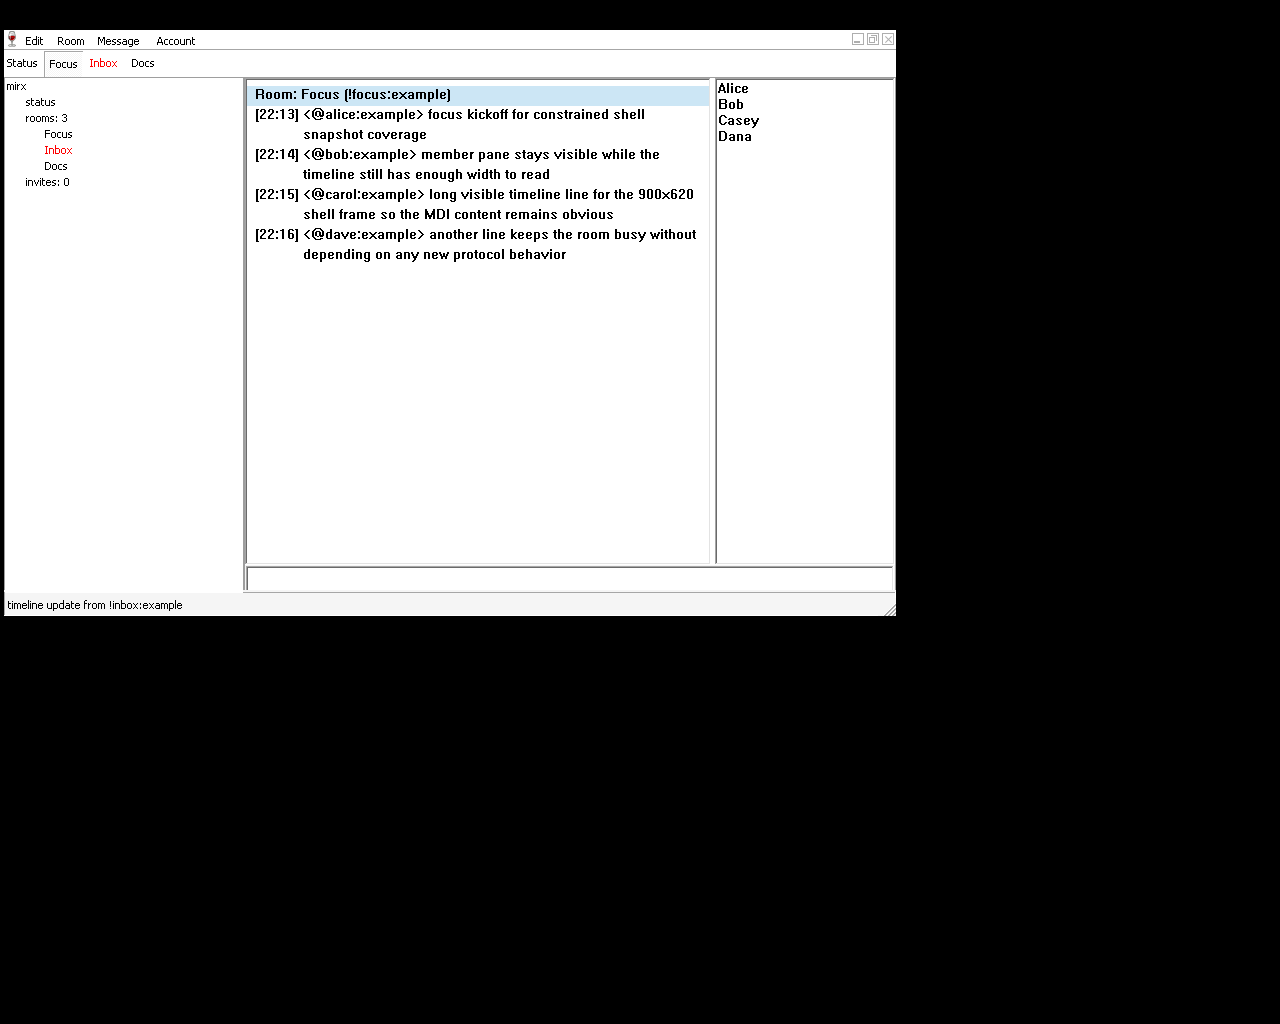 Edit Room Message Account
Status Focus Inbox Docs
mirx
status
rooms: 3
Focus
Inbox
Docs
invites: 0
Room: Focus (!focus:example)
[22:13] <@alice:example> focus kickoff for constrained shell
snapshot coverage
[22:14] <@bob:example> member pane stays visible while the
timeline still has enough width to read
[22:15] <@carol:example> long visible timeline line for the 900x620
shell frame so the MDI content remains obvious
[22:16] <@dave:example> another line keeps the room busy without
depending on any new protocol behavior
Alice
Bob
Casey
Dana
timeline update from !inbox:example